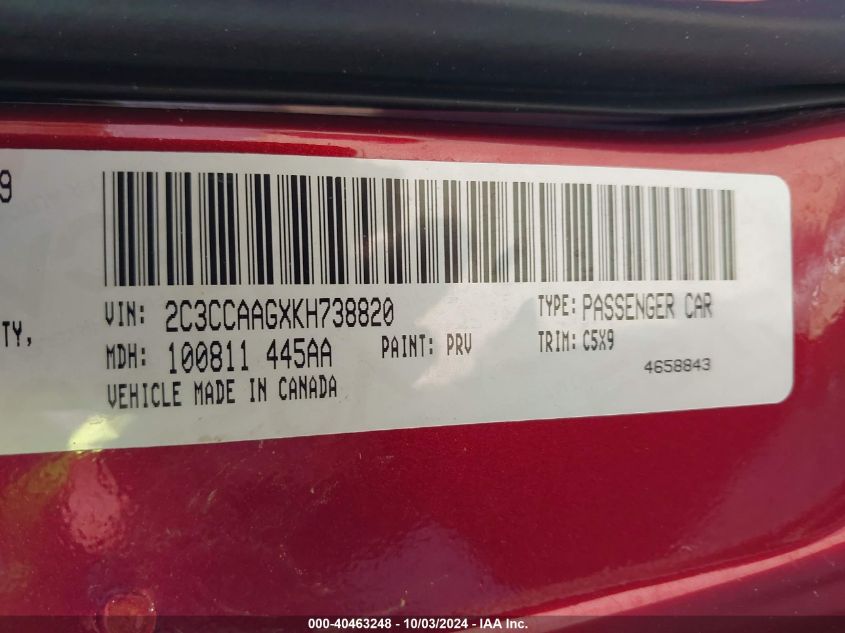 9
TY,
VIN: 2C3CCAAGXKH738820
TYPE: PASSENGER CAR
MDH: 100811 445AA
PAINT: PRV
TRIM: C5X9
VEHICLE MADE IN CANADA
4658843
000-40463248 - 10/03/2024 - IAA Inc.